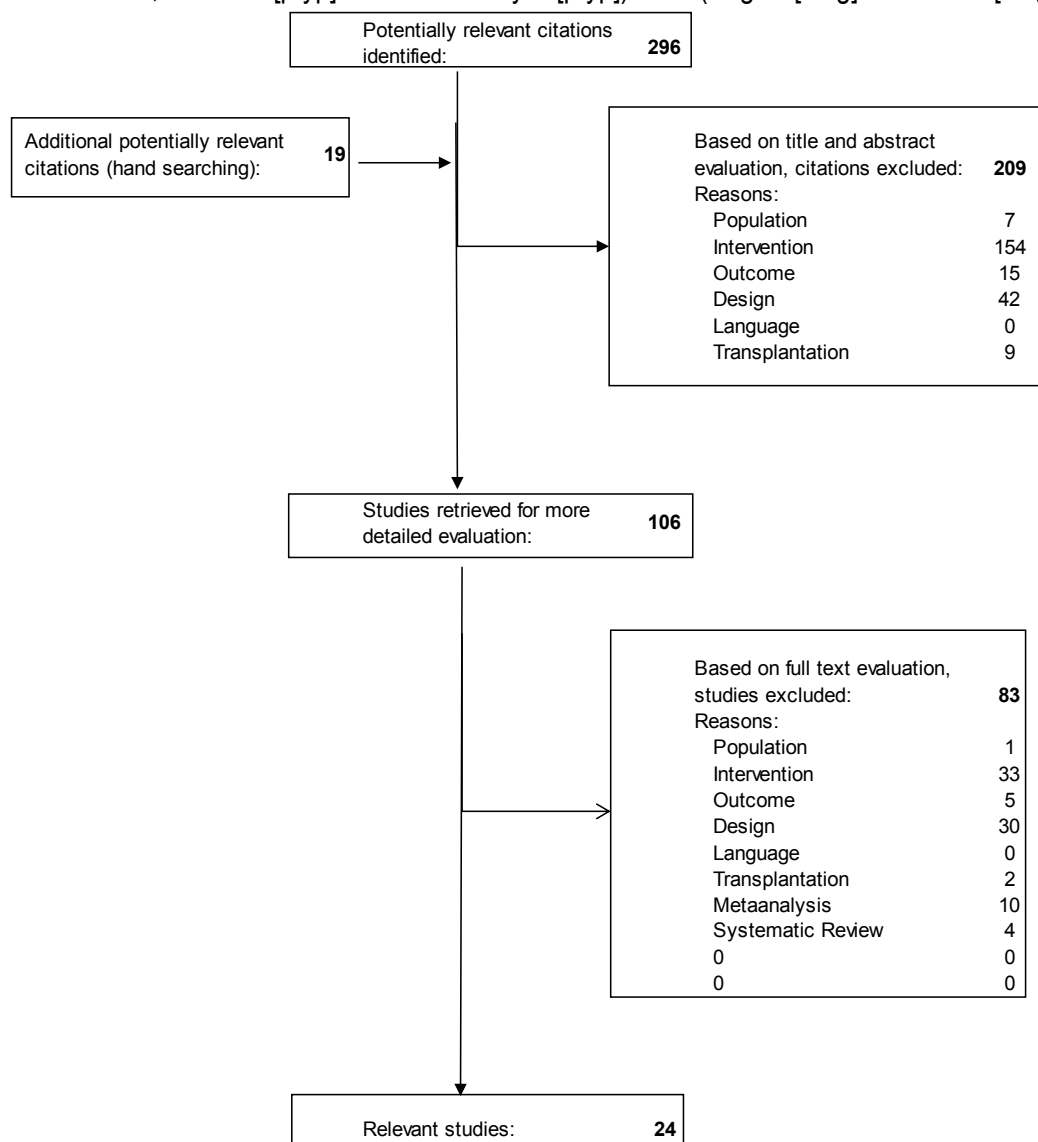 Potentially relevant citations
identified: 296
Additional potentially relevant
citations (hand searching): 19
Based on title and abstract
evaluation, citations excluded: 209
Reasons:
Population 7
Intervention 154
Outcome 15
Design 42
Language 0
Transplantation 9
Studies retrieved for more
detailed evaluation: 106
Based on full text evaluation,
studies excluded: 83
Reasons:
Population 1
Intervention 33
Outcome 5
Design 30
Language 0
Transplantation 2
Metaanalysis 10
Systematic Review 4
0 0
0 0
Relevant studies: 24